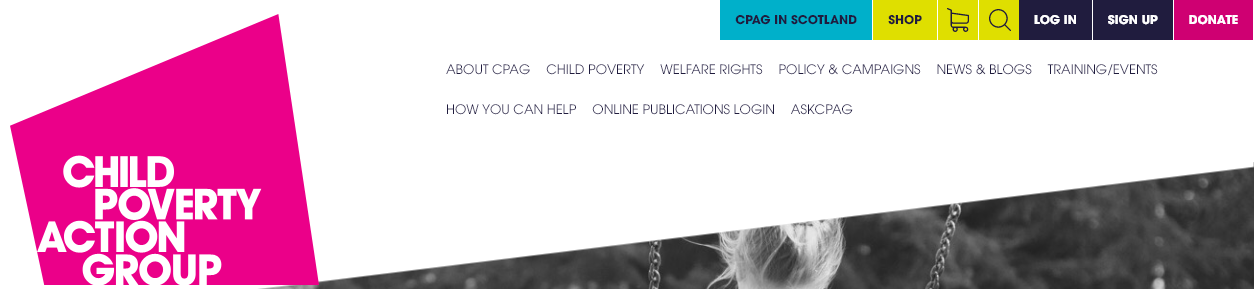 CPAG IN SCOTLAND SHOP LOG IN SIGN UP DONATE
ABOUT CPAG CHILD POVERTY WELFARE RIGHTS POLICY & CAMPAIGNS NEWS & BLOGS TRAINING/EVENTS
HOW YOU CAN HELP ONLINE PUBLICATIONS LOGIN ASKCPAG
CHILD
POVERTY
ACTION
GROUP